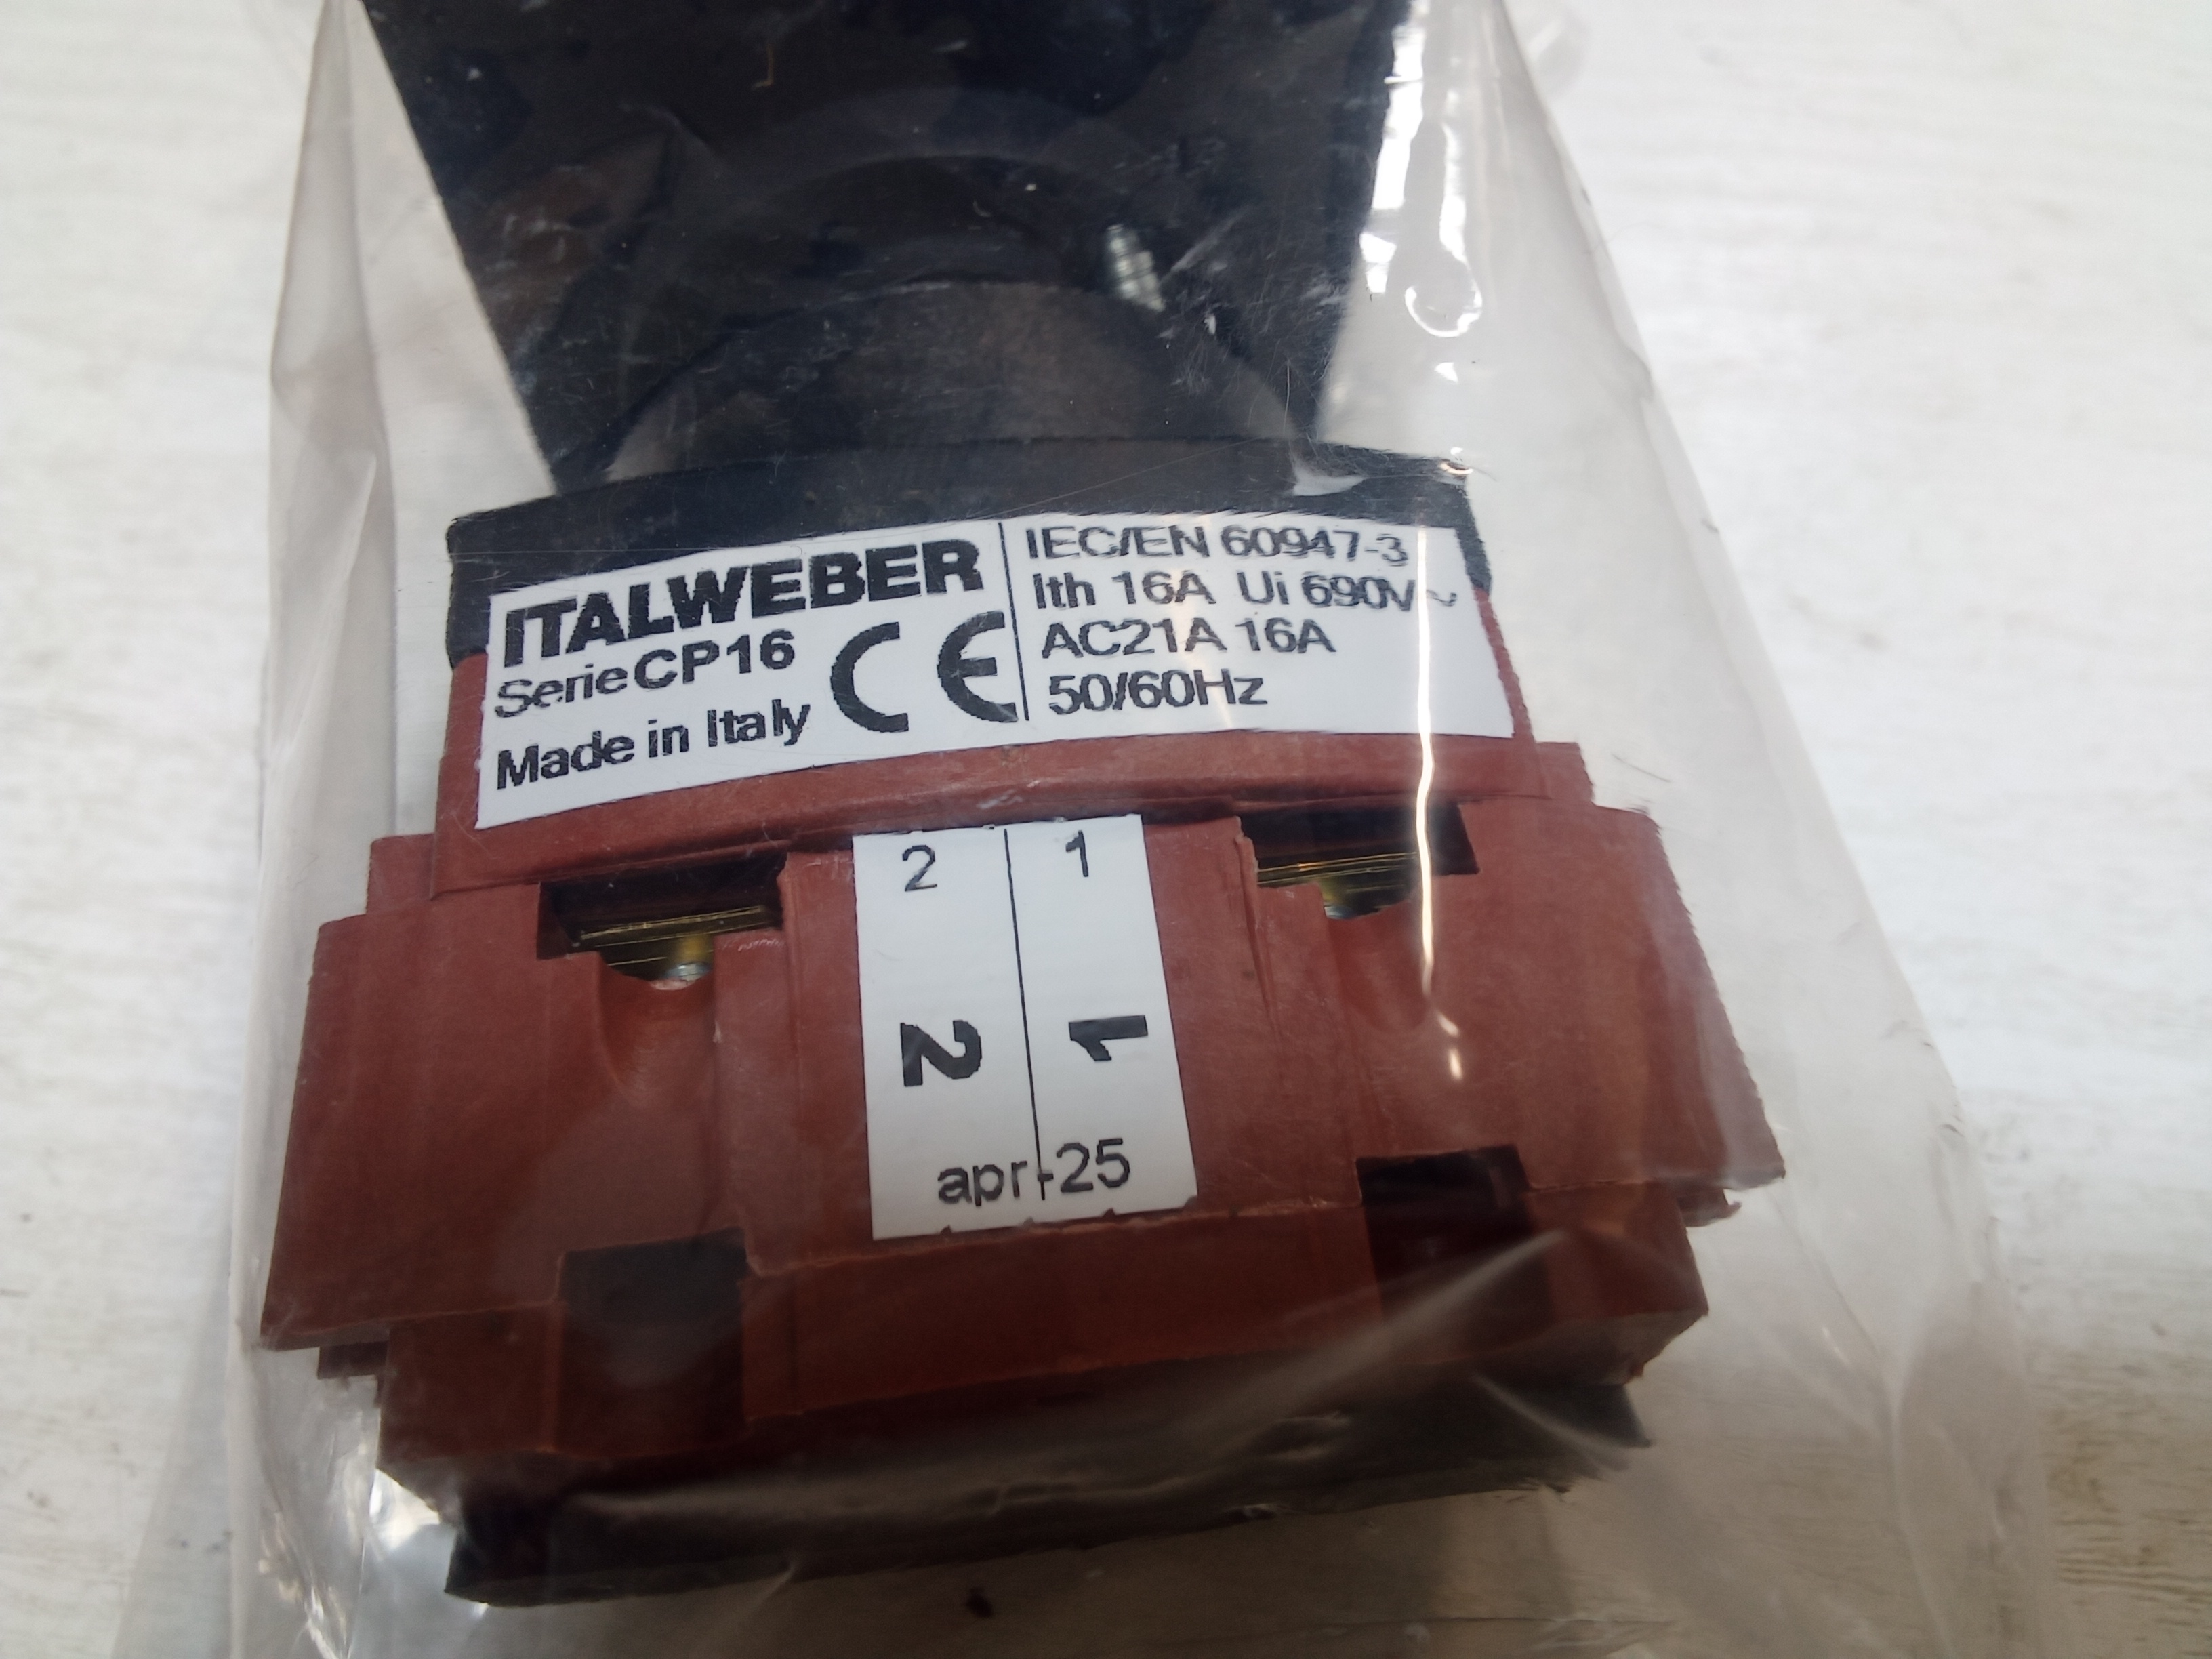 ITALWEBER
Serie CP16
Made in Italy
CE
IEC/EN 60947-3
Ith 16A Ui 690V~
AC21A 16A
50/60Hz
2 1
2 1
apr-25